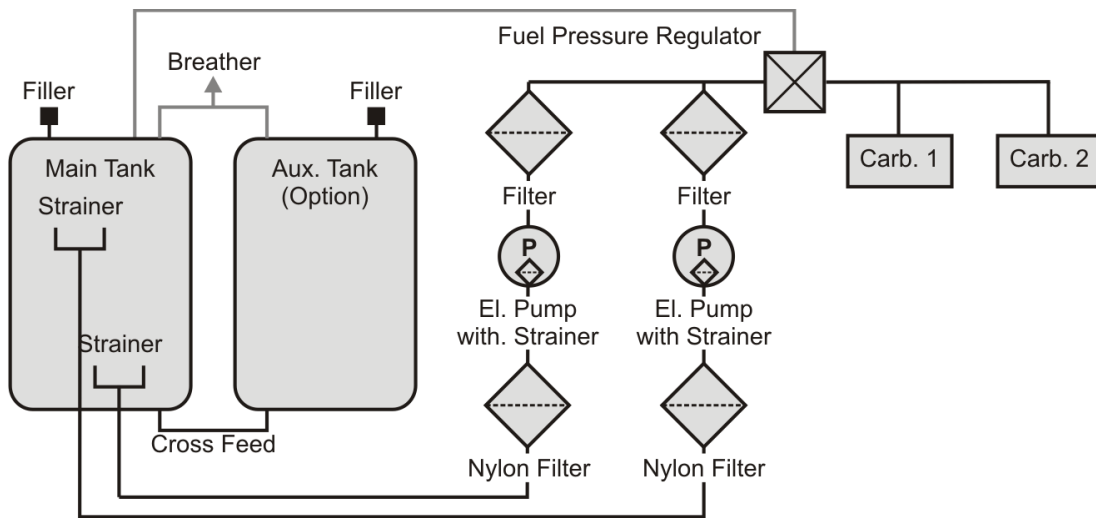 Fuel Pressure Regulator
Breather
Filler
Filler
Main Tank
Aux. Tank
(Option)
Carb. 1
Carb. 2
Strainer
Filter
Filter
P
P
El. Pump
with. Strainer
El. Pump
with Strainer
Strainer
Cross Feed
Nylon Filter
Nylon Filter